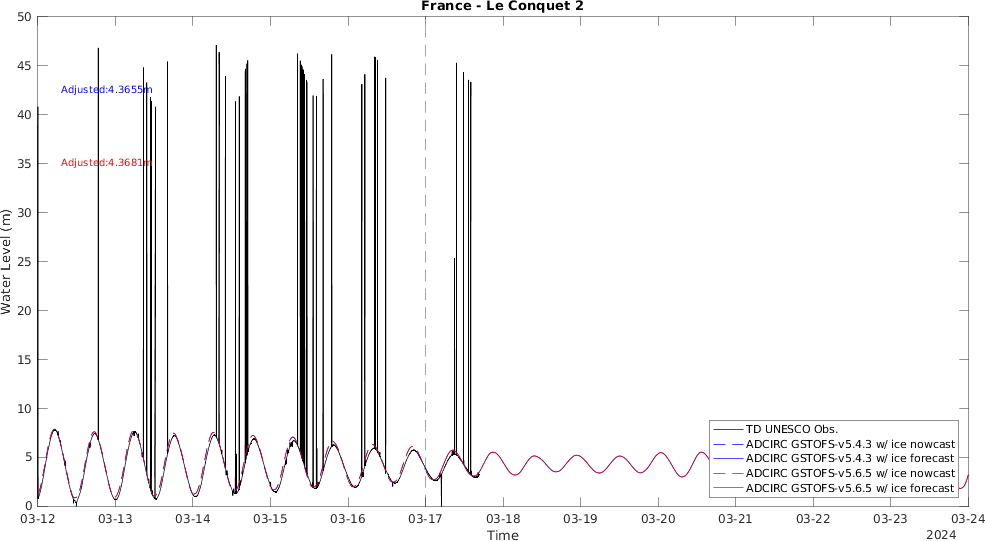 France - Le Conquet 2
Water Level (m)
50
45
40
35
30
25
20
15
10
5
0
Adjusted:4.3655m
Adjusted:4.3681m
TD UNESCO Obs.
ADCIRC GSTOFS-v5.4.3 w/ ice nowcast
ADCIRC GSTOFS-v5.4.3 w/ ice forecast
ADCIRC GSTOFS-v5.6.5 w/ ice nowcast
ADCIRC GSTOFS-v5.6.5 w/ ice forecast
03-12 03-13 03-14 03-15 03-16 03-17 03-18 03-19 03-20 03-21 03-22 03-23 03-24
Time
2024